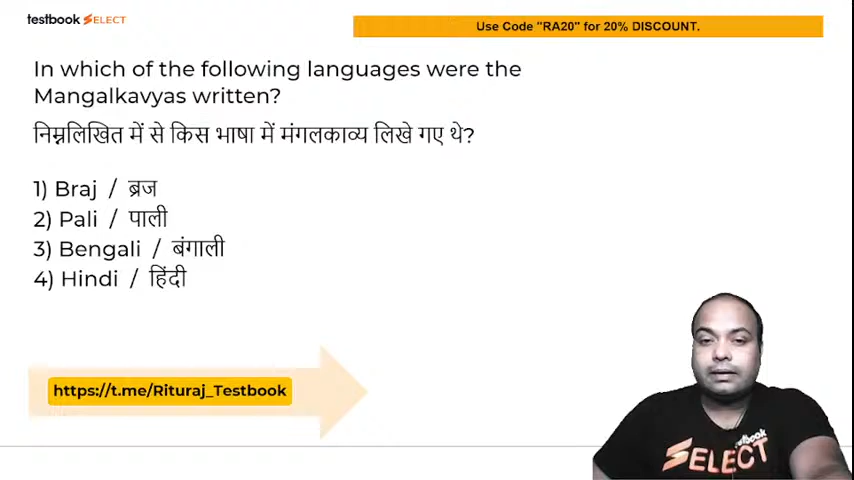 testbook SELECT
Use Code "RA20" for 20% DISCOUNT.
In which of the following languages were the
Mangalkavyas written?
निम्नलिखित में से किस भाषा में मंगलकाव्य लिखे गए थे?
1) Braj / ब्रज
2) Pali / पाली
3) Bengali / बंगाली
4) Hindi / हिंदी
https://t.me/Rituraj_Testbook
testbook
SELECT